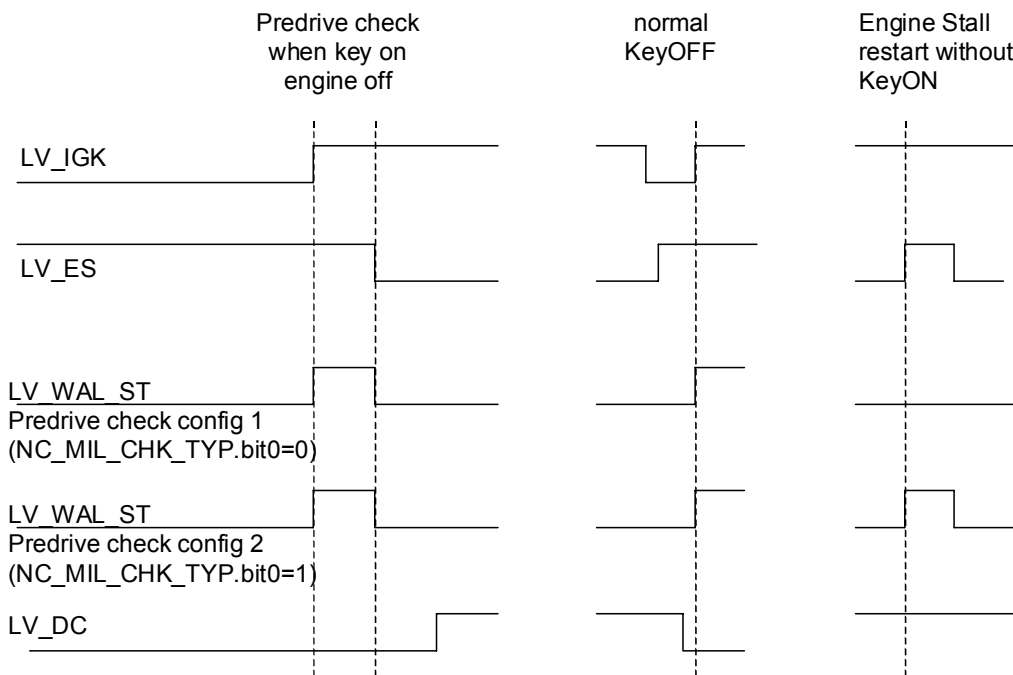 Predrive check
when key on
engine off
normal
KeyOFF
Engine Stall
restart without
KeyON
LV_IGK
LV_ES
LV_WAL_ST
Predrive check config 1
(NC_MIL_CHK_TYP.bit0=0)
LV_WAL_ST
Predrive check config 2
(NC_MIL_CHK_TYP.bit0=1)
LV_DC